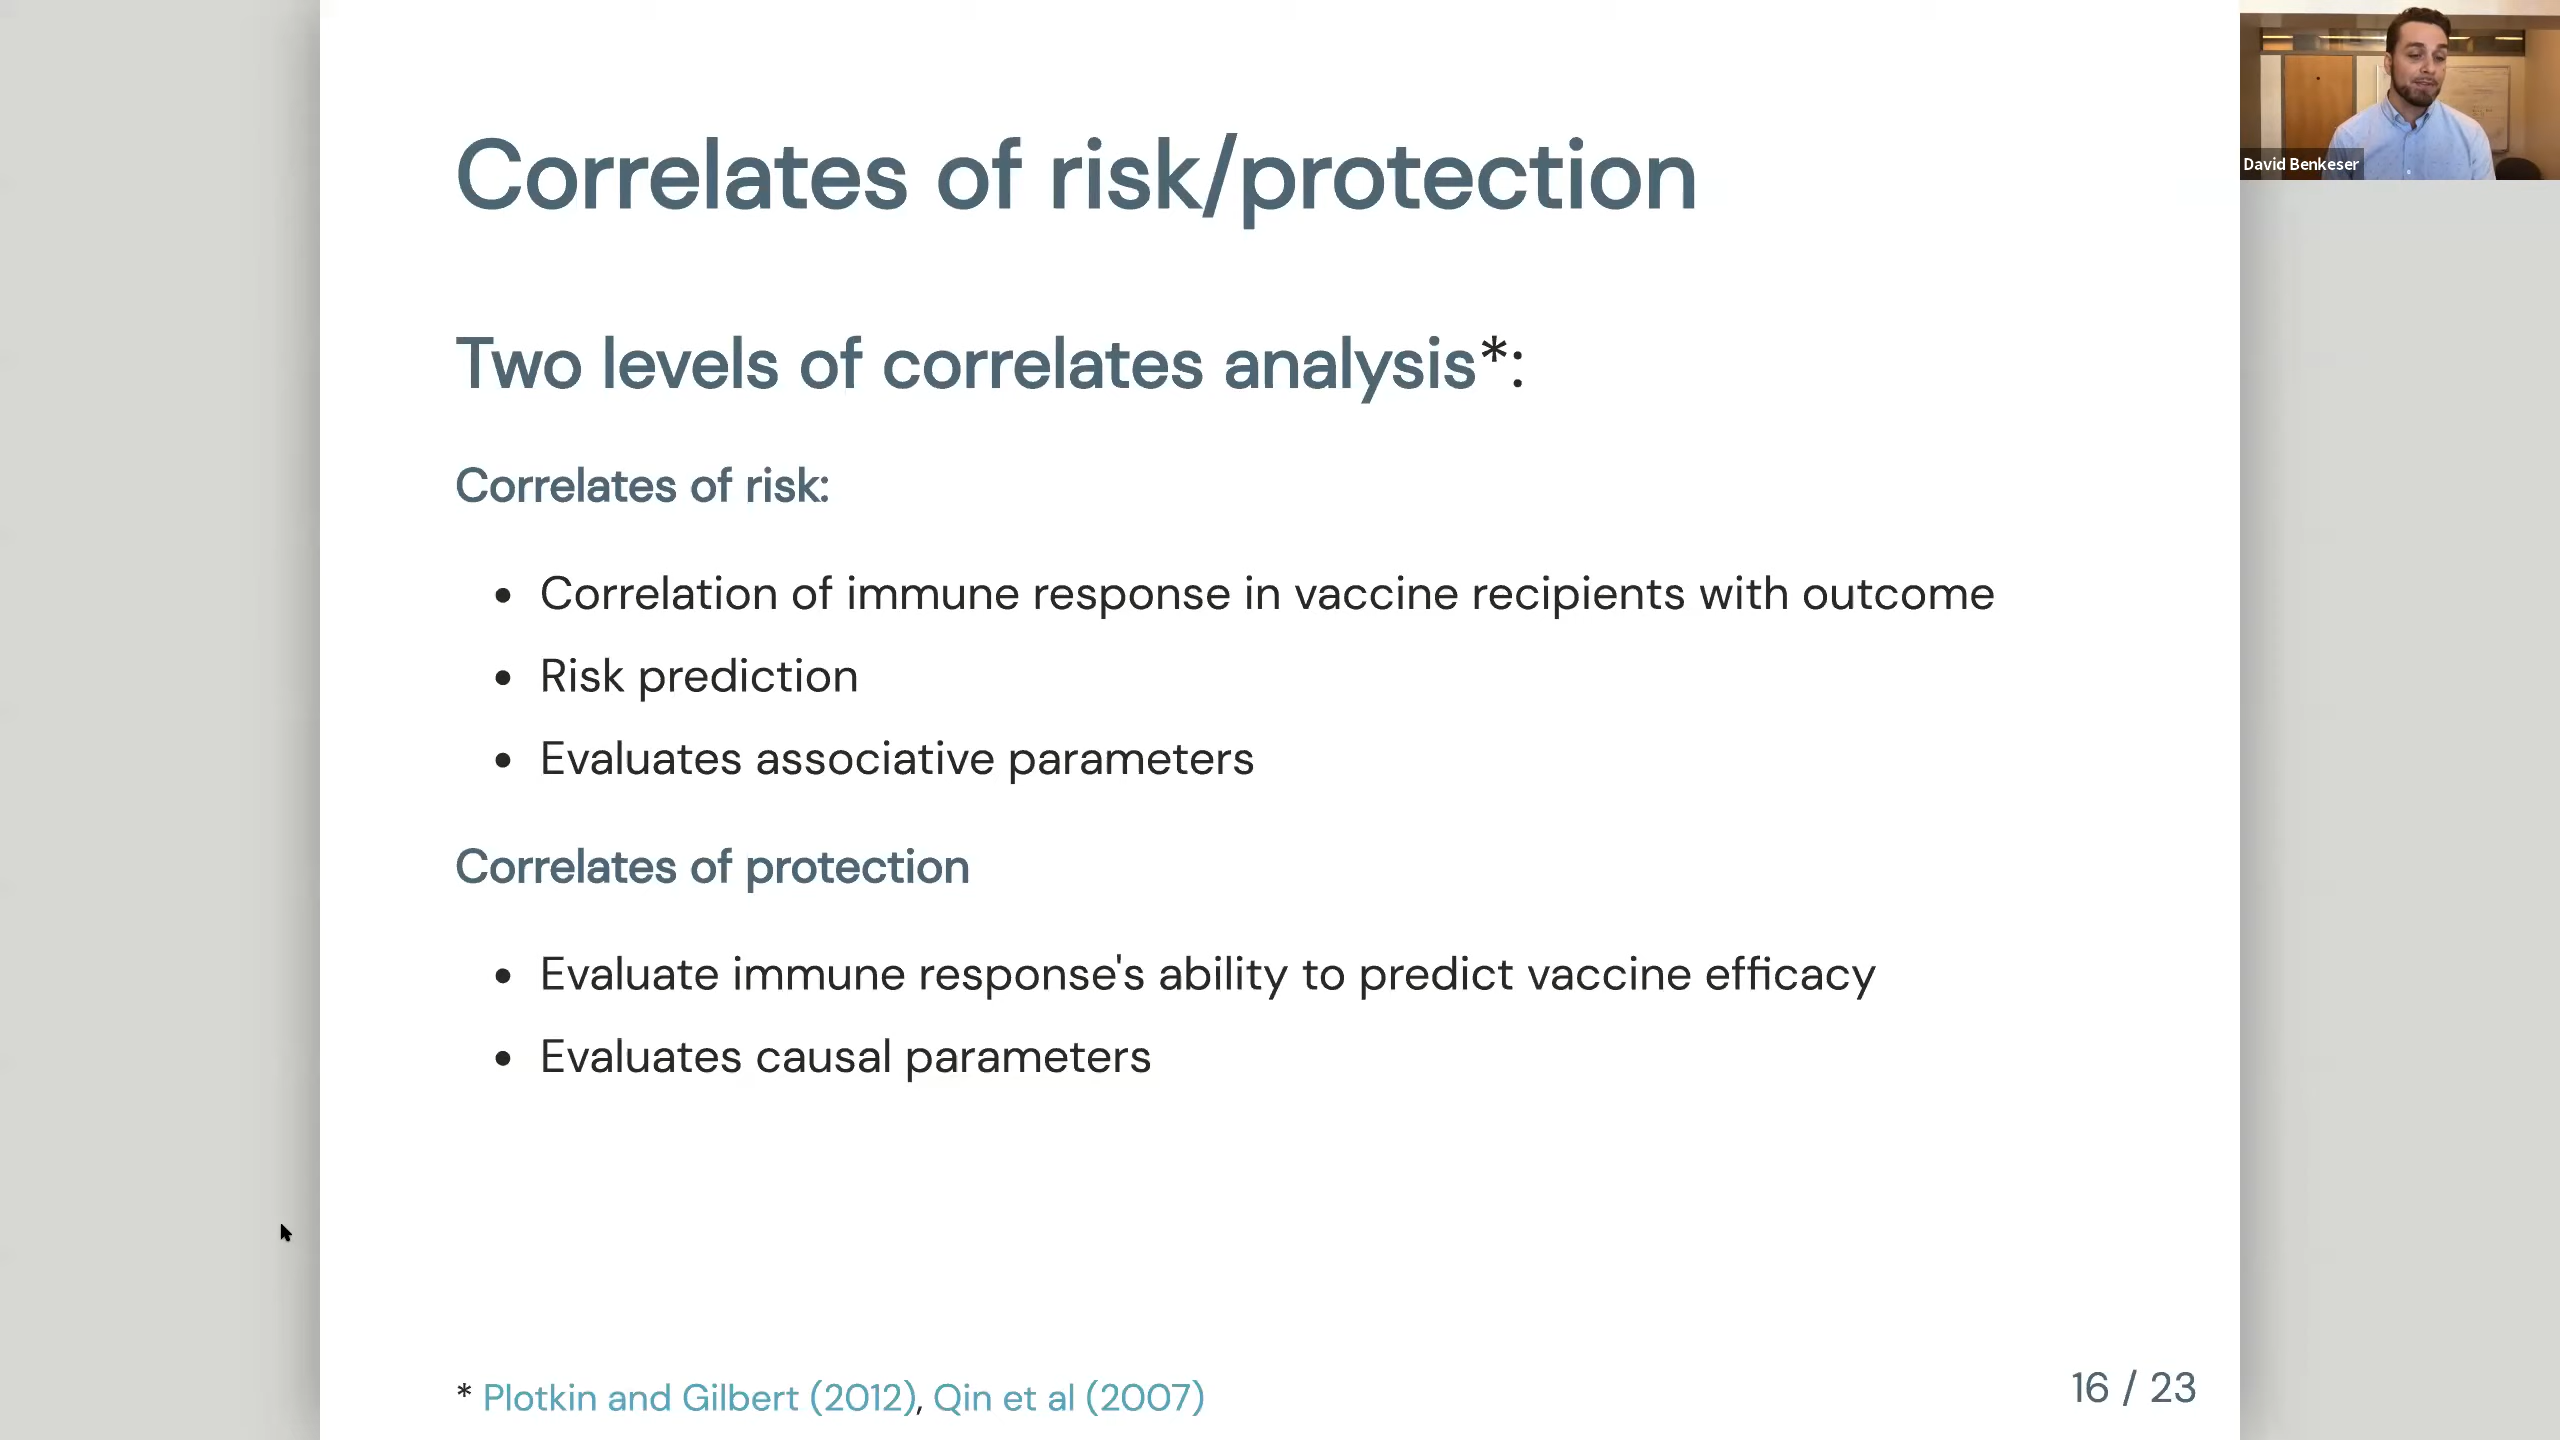 Correlates of risk/protection
Two levels of correlates analysis*:
Correlates of risk:
• Correlation of immune response in vaccine recipients with outcome
• Risk prediction
• Evaluates associative parameters
Correlates of protection
• Evaluate immune response's ability to predict vaccine efficacy
• Evaluates causal parameters
* Plotkin and Gilbert (2012), Qin et al (2007)
16 / 23
David Benkeser